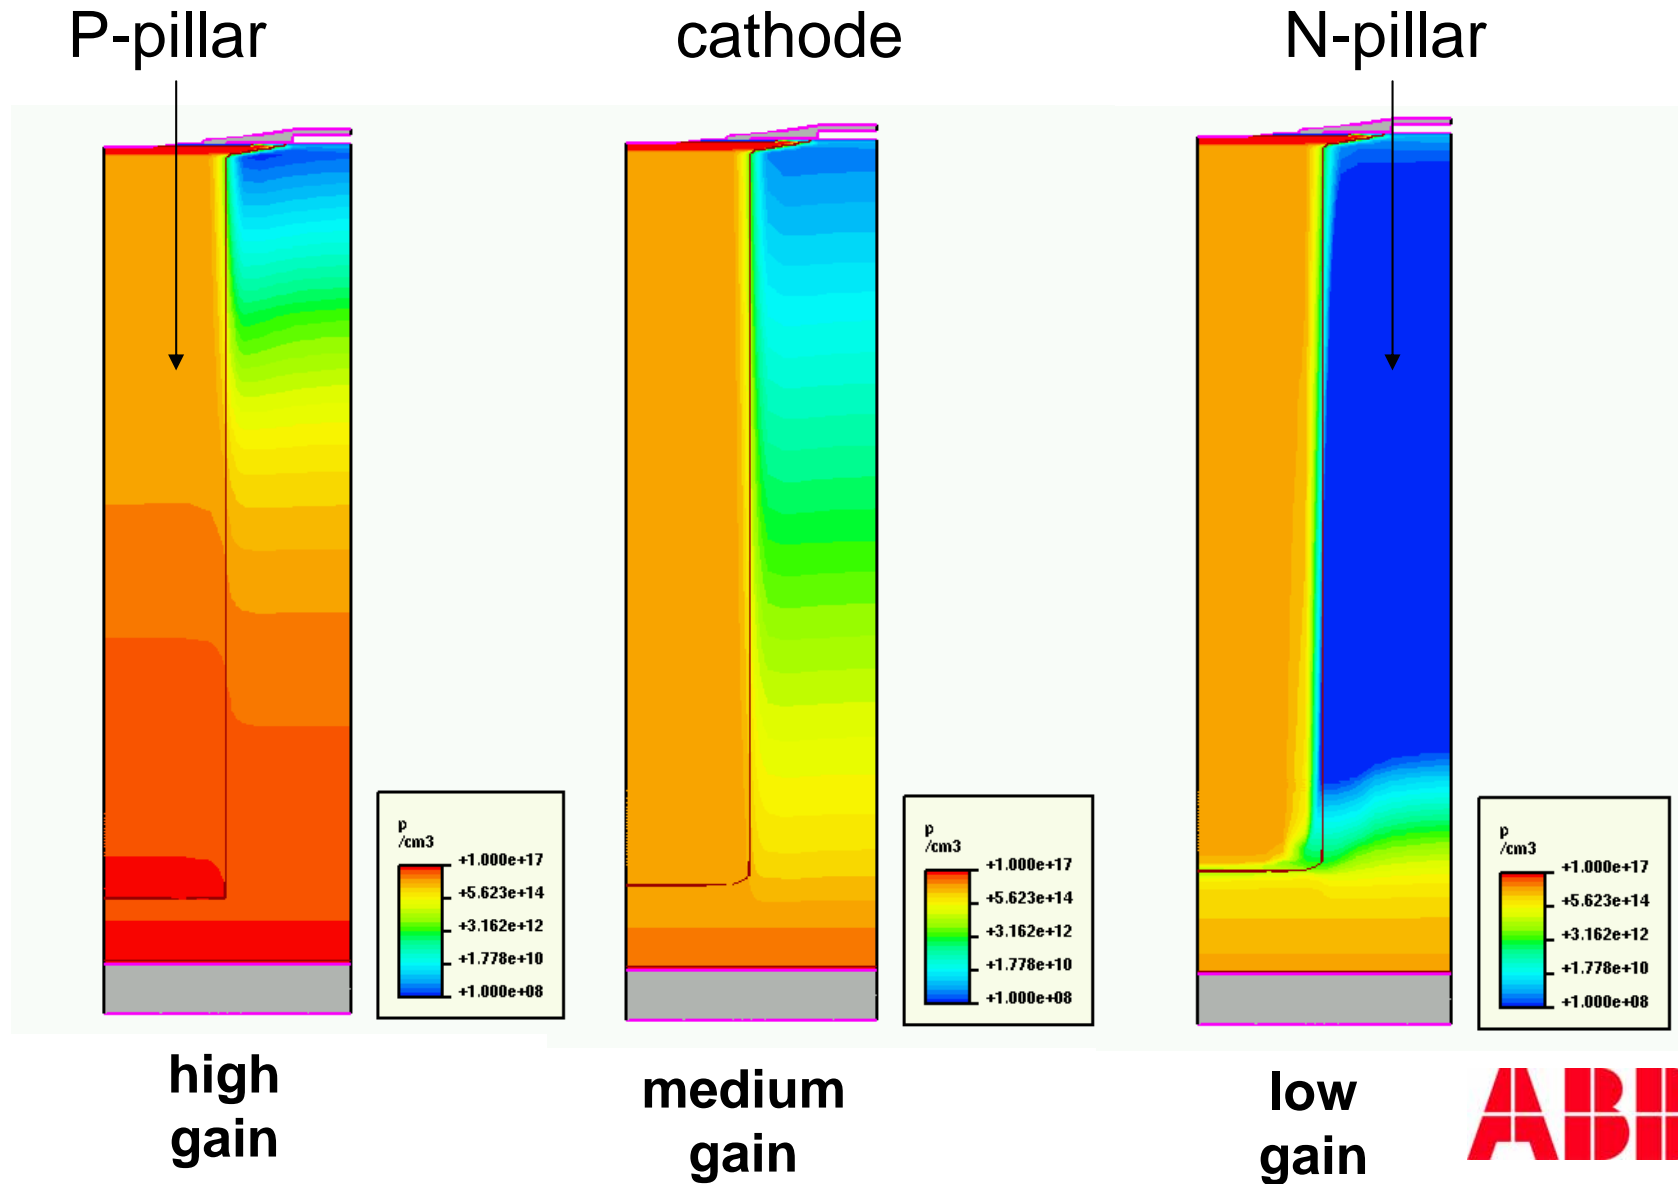 P-pillar
cathode
N-pillar
p
/cm3
+1.000e+17
+5.623e+14
+3.162e+12
+1.778e+10
+1.000e+08
p
/cm3
+1.000e+17
+5.623e+14
+3.162e+12
+1.778e+10
+1.000e+08
p
/cm3
+1.000e+17
+5.623e+14
+3.162e+12
+1.778e+10
+1.000e+08
high
gain
medium
gain
low
gain
ABB